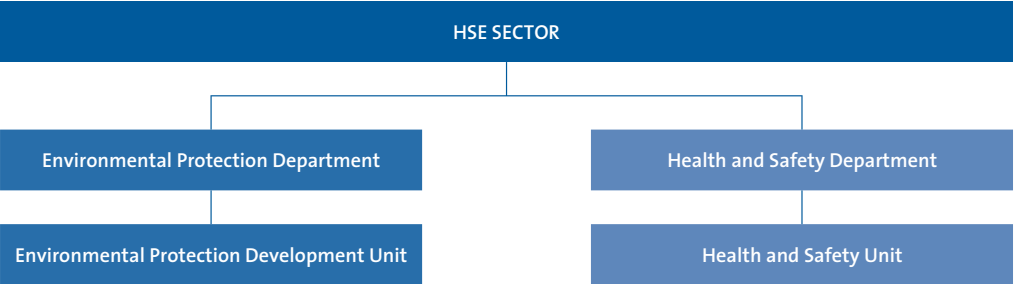 HSE SECTOR
Environmental Protection Department
Health and Safety Department
Environmental Protection Development Unit
Health and Safety Unit